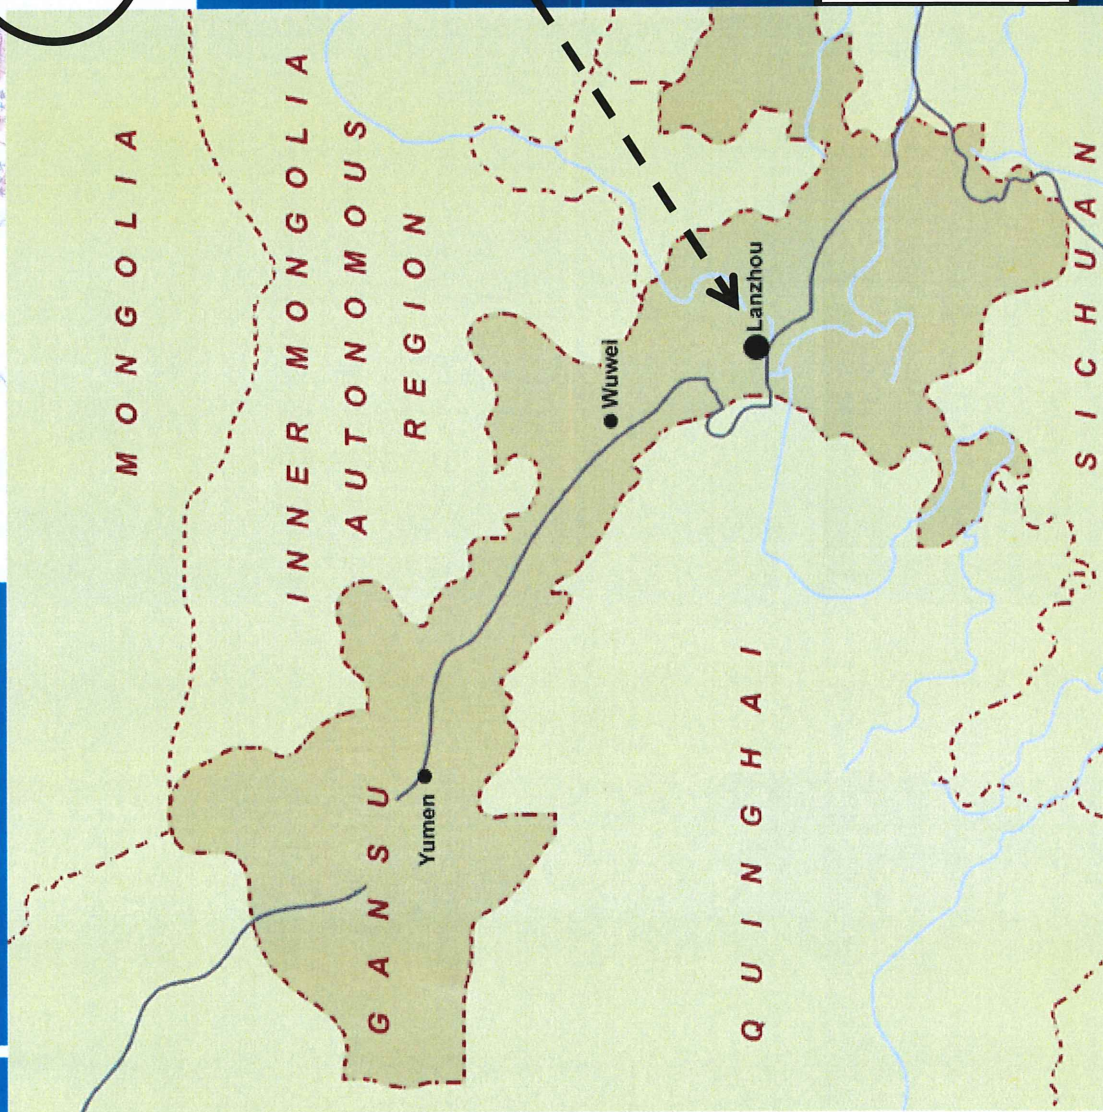 MONGOLIA
INNER MONGOLIA
AUTONOMOUS
REGION
GANSU
Yumen
Wuwei
Lanzhou
QUINGHAI
SICHUAN